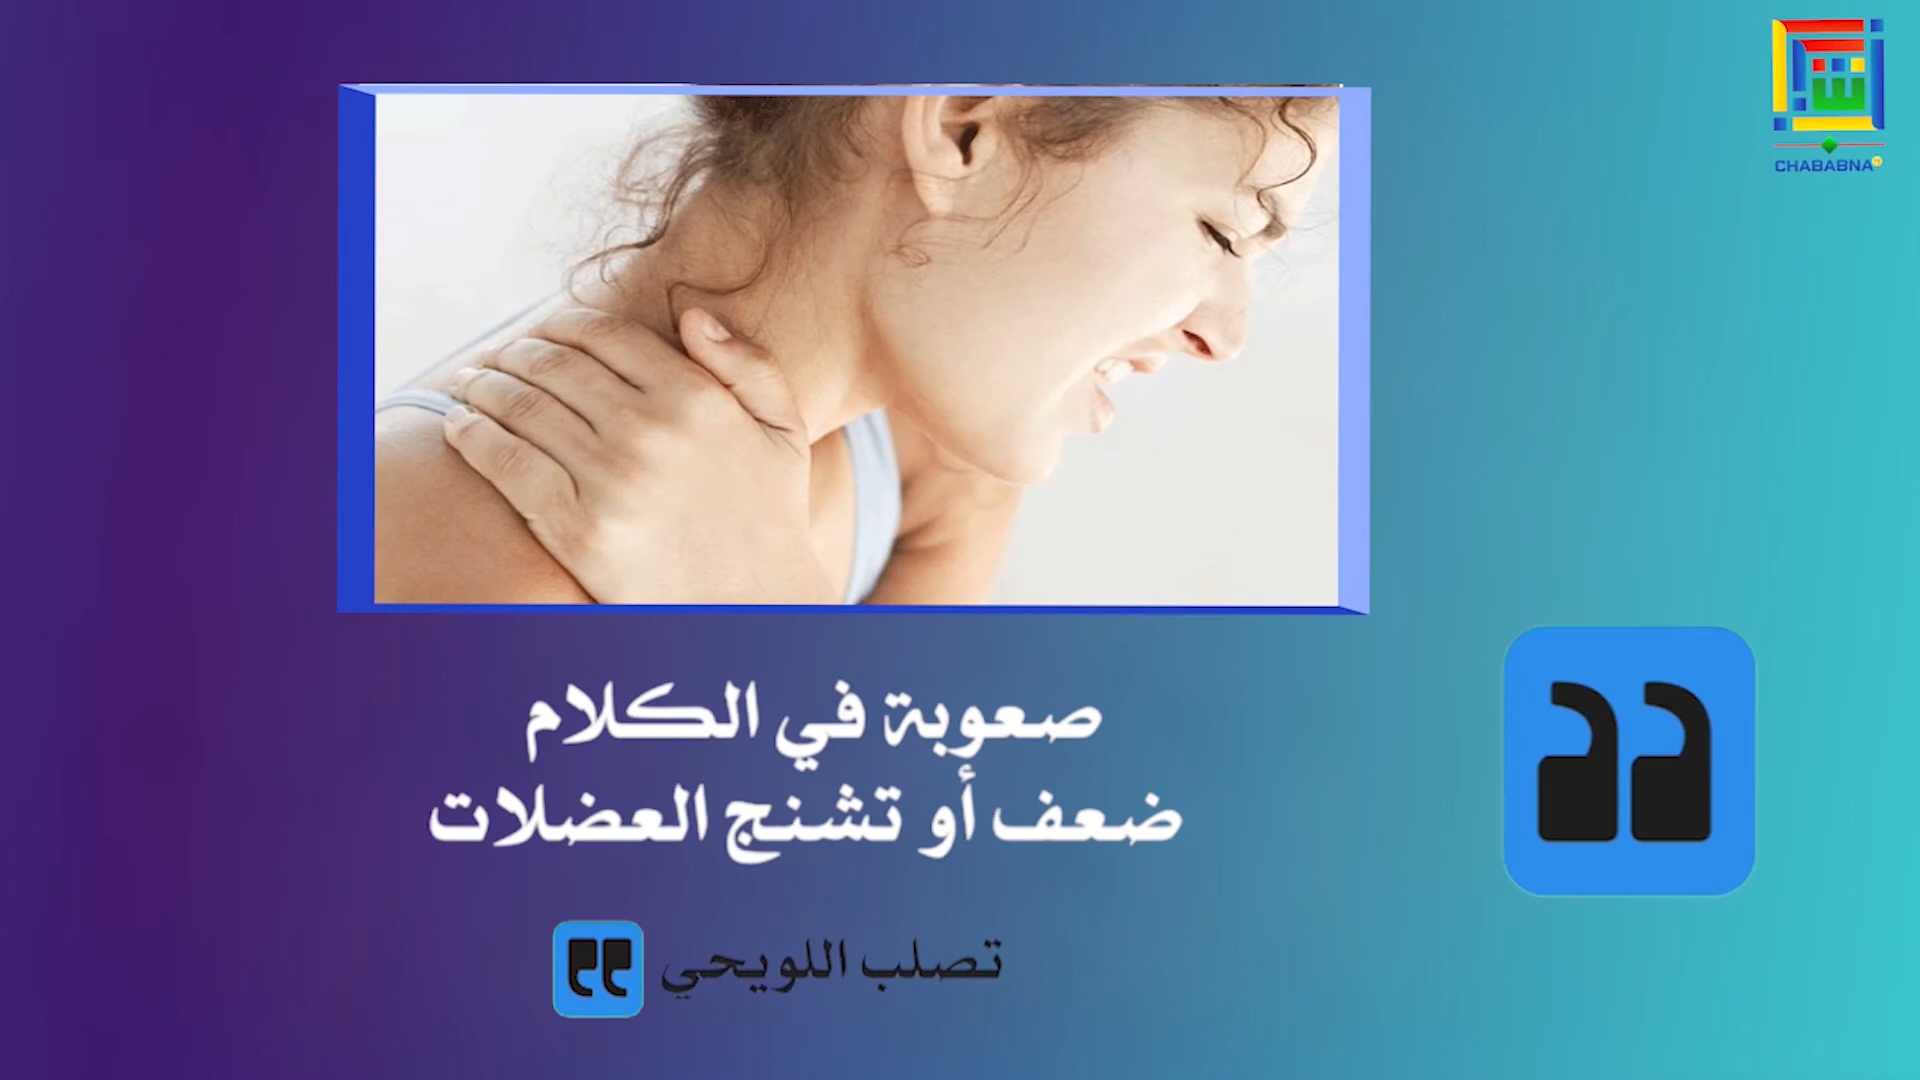 CHABABNA
صعوبة في الكلام
ضعف أو تشنج العضلات
تصلب اللويحي